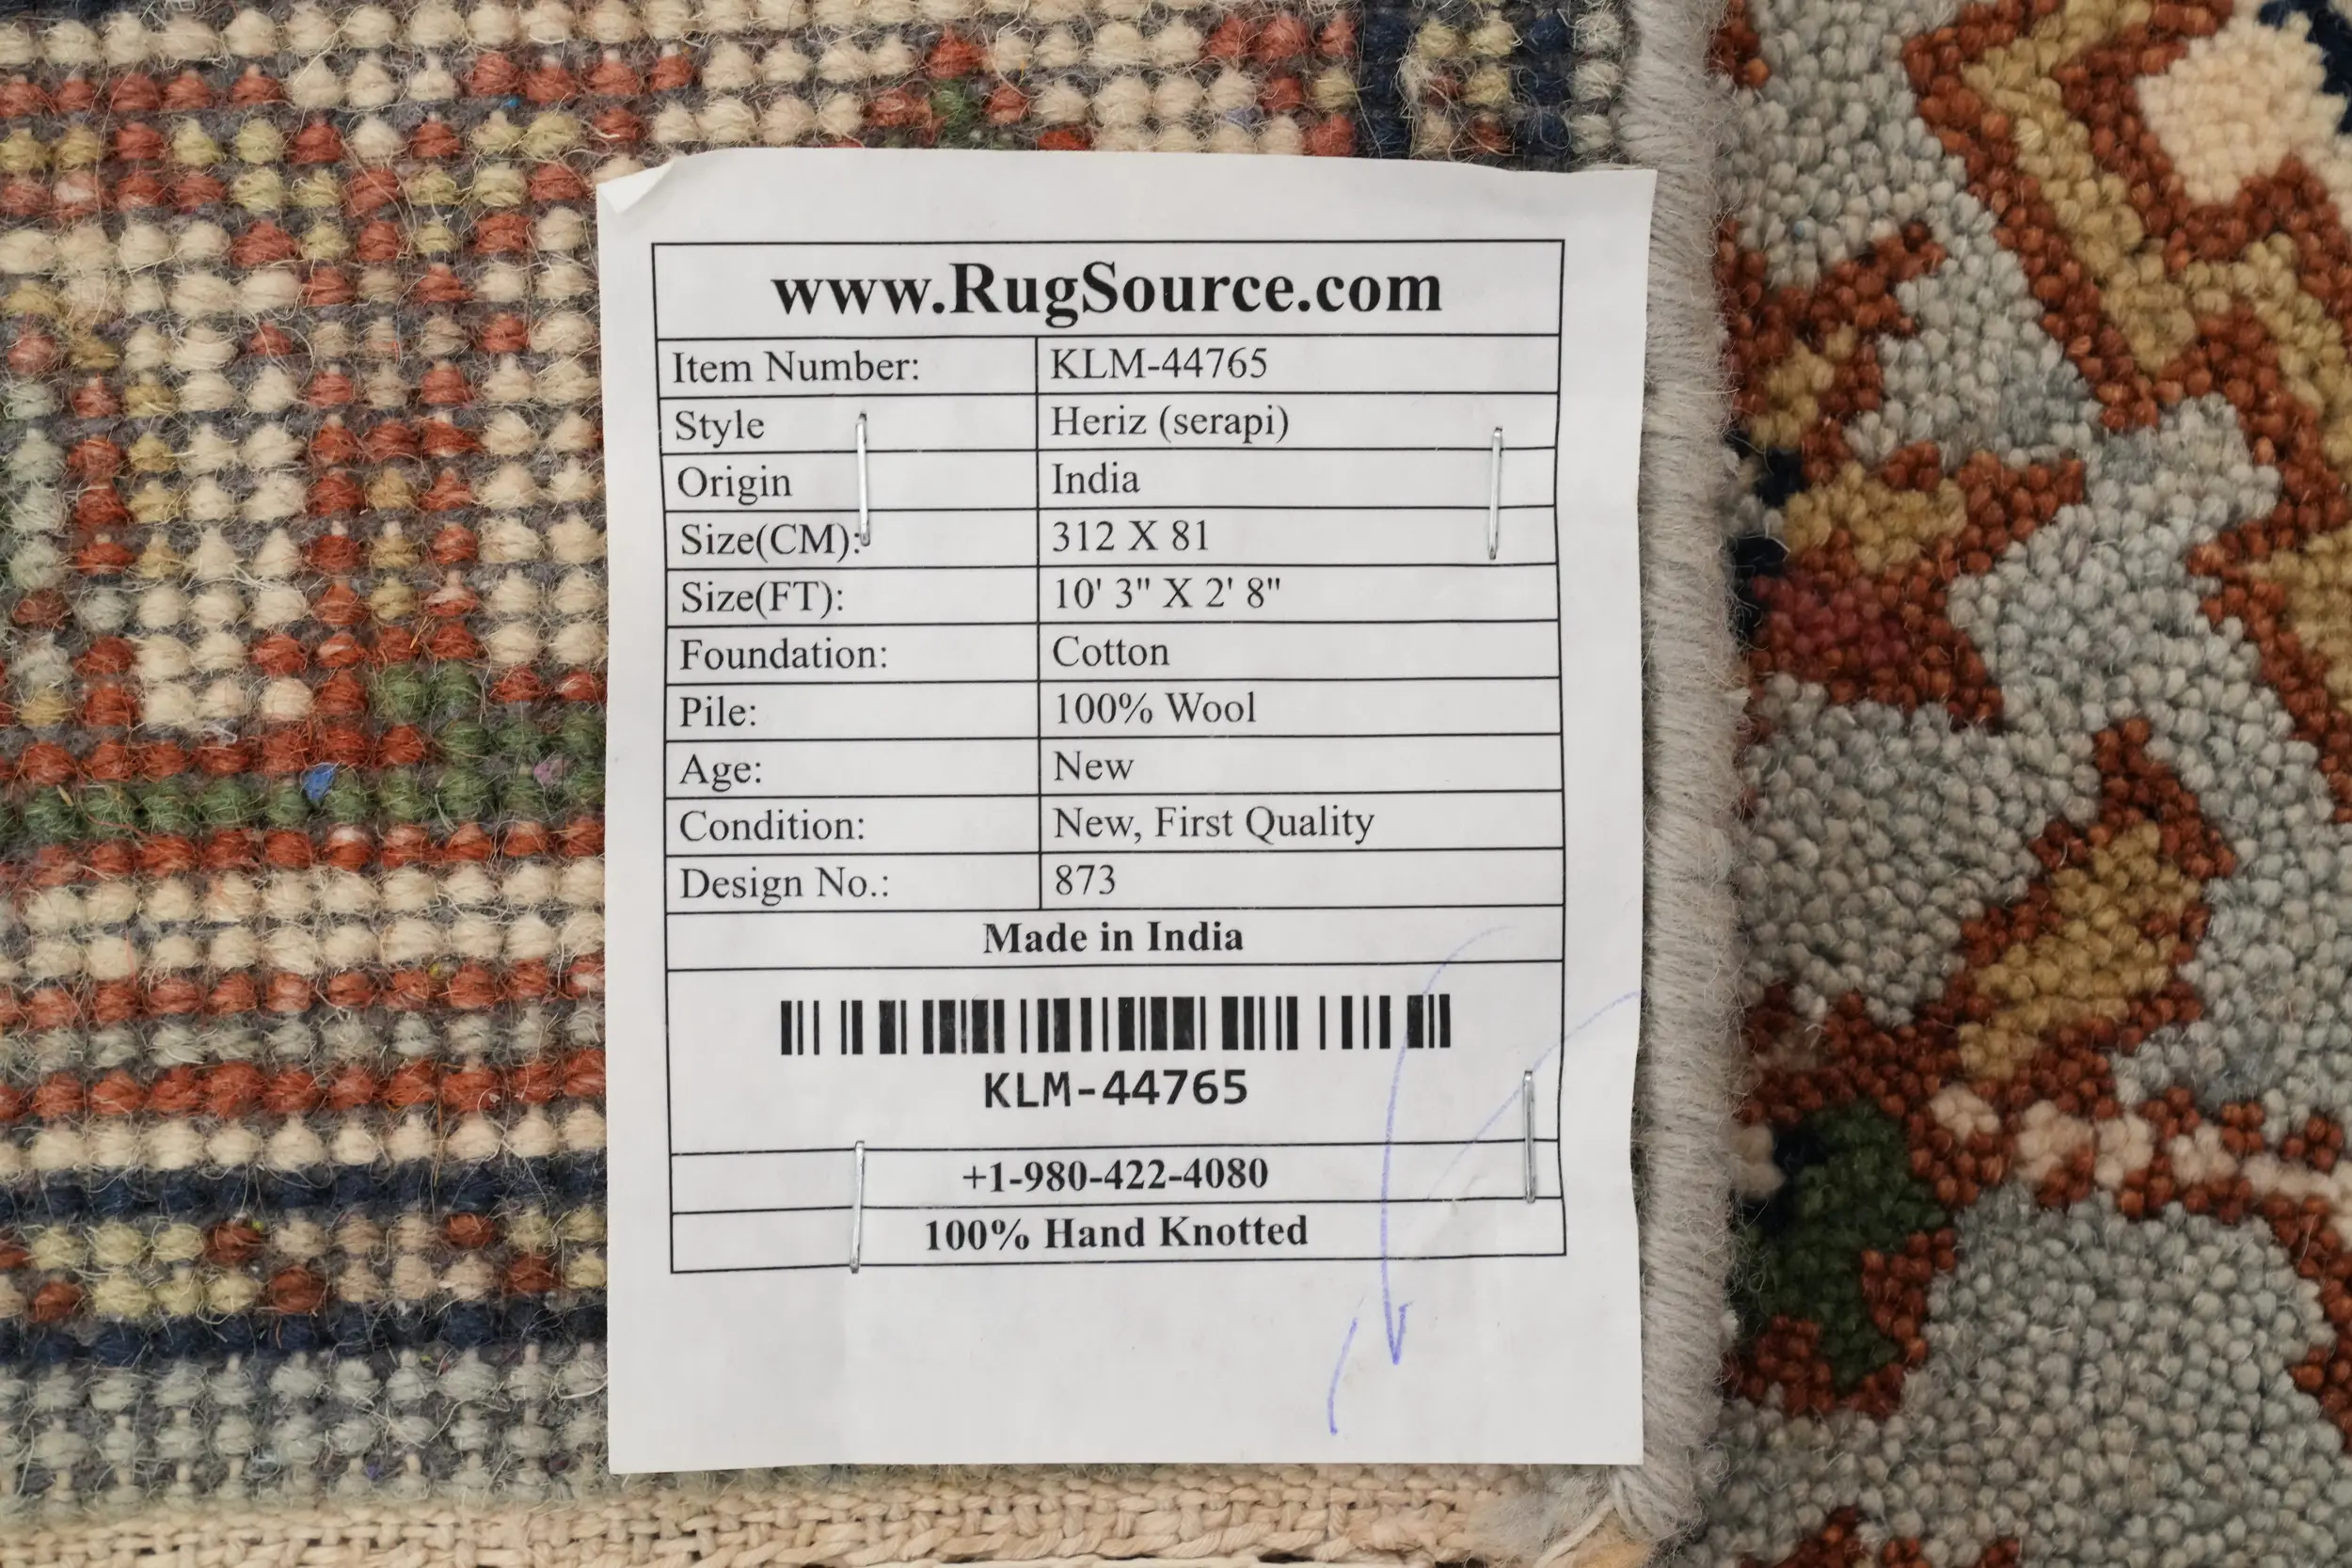 www.RugSource.com
Item Number: KLM-44765
Style Heriz (serapi)
Origin India
Size(CM): 312 X 81
Size(FT): 10' 3" X 2' 8"
Foundation: Cotton
Pile: 100% Wool
Age: New
Condition: New, First Quality
Design No.: 873
Made in India
KLM-44765
+1-980-422-4080
100% Hand Knotted